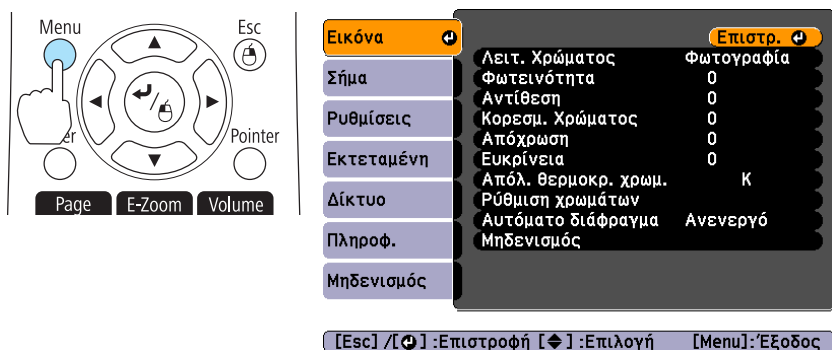 Menu
Esc
er
Pointer
Page
E-Zoom
Volume
Εικόνα
Σήμα
Ρυθμίσεις
Εκτεταμένη
Δίκτυο
Πληροφ.
Μηδενισμός
Επιστρ.
Λειτ. Χρώματος Φωτογραφία
Φωτεινότητα 0
Αντίθεση 0
Κορεσμ. Χρώματος 0
Απόχρωση 0
Ευκρίνεια 0
Απόλ. θερμοκρ. χρωμ. K
Ρύθμιση χρωμάτων
Αυτόματο διάφραγμα Ανενεργό
Μηδενισμός
[Esc] /[ ] :Επιστροφή [ ] :Επιλογή [Menu]:Έξοδος